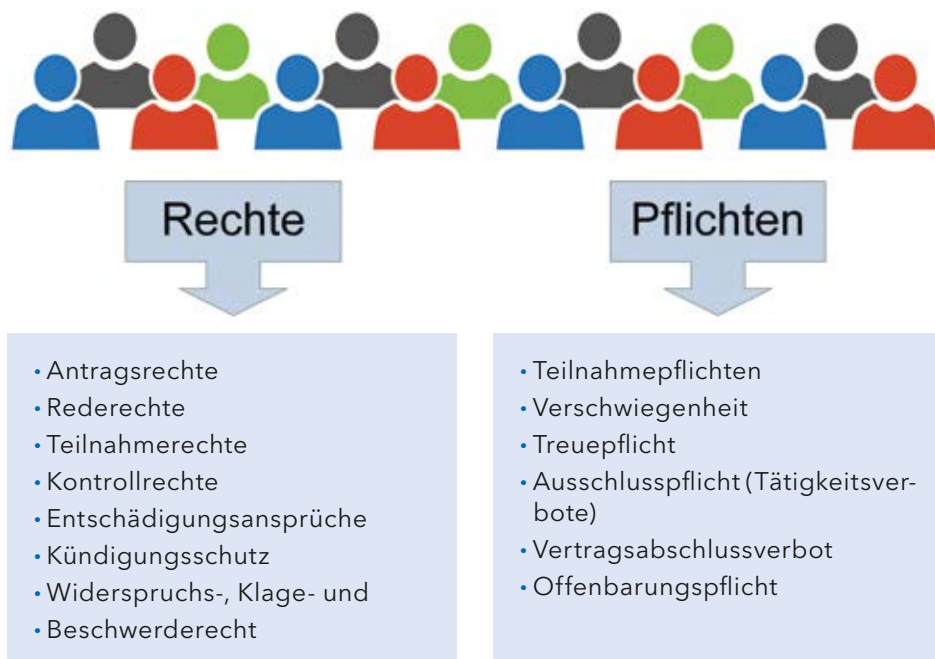 Rechte
• Antragsrechte
• Rederechte
• Teilnahmerechte
• Kontrollrechte
• Entschädigungsansprüche
• Kündigungsschutz
• Widerspruchs-, Klage- und
• Beschwerderecht
Pflichten
• Teilnahmepflichten
• Verschwiegenheit
• Treuepflicht
• Ausschlusspflicht (Tätigkeitsver-
bote)
• Vertragsabschlussverbot
• Offenbarungspflicht